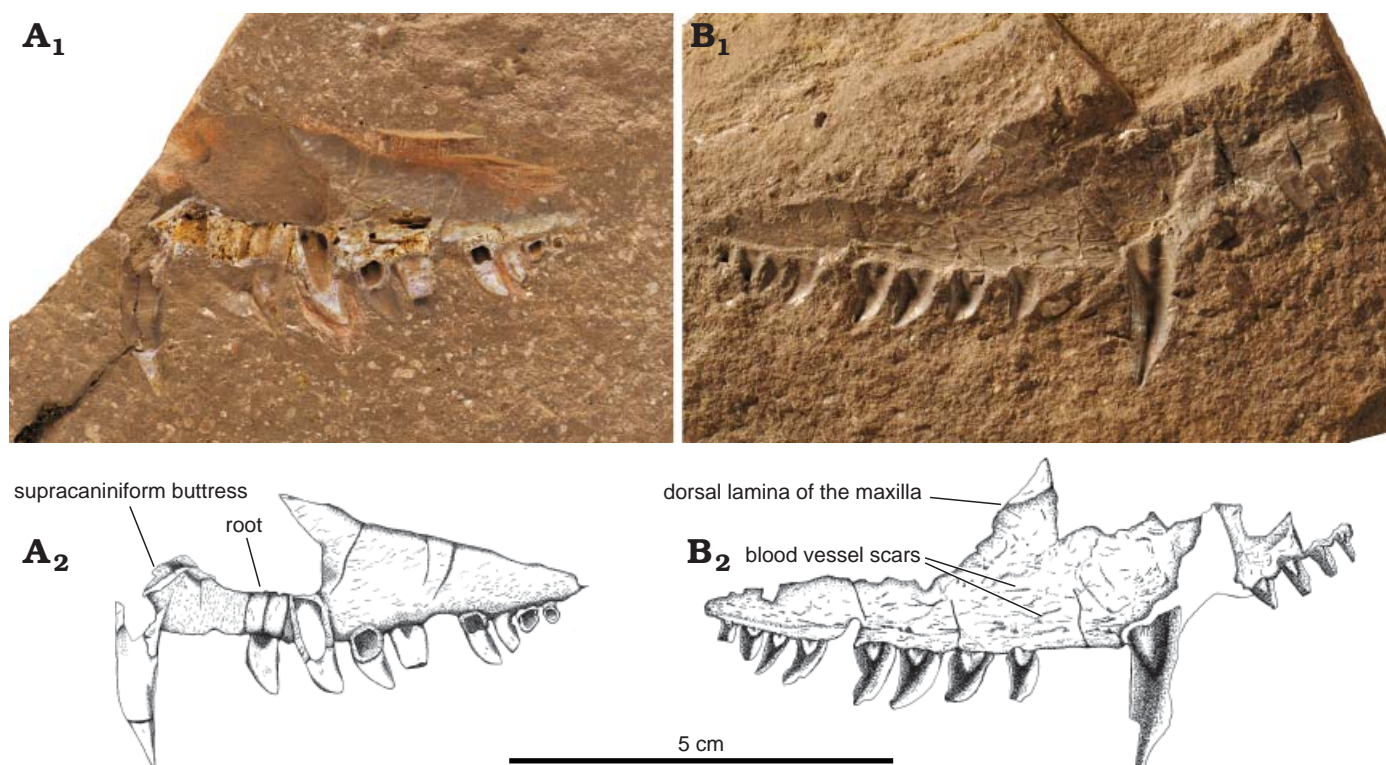 A1
B1
supracaniniform buttress
root
A2
dorsal lamina of the maxilla
B2
blood vessel scars
5 cm